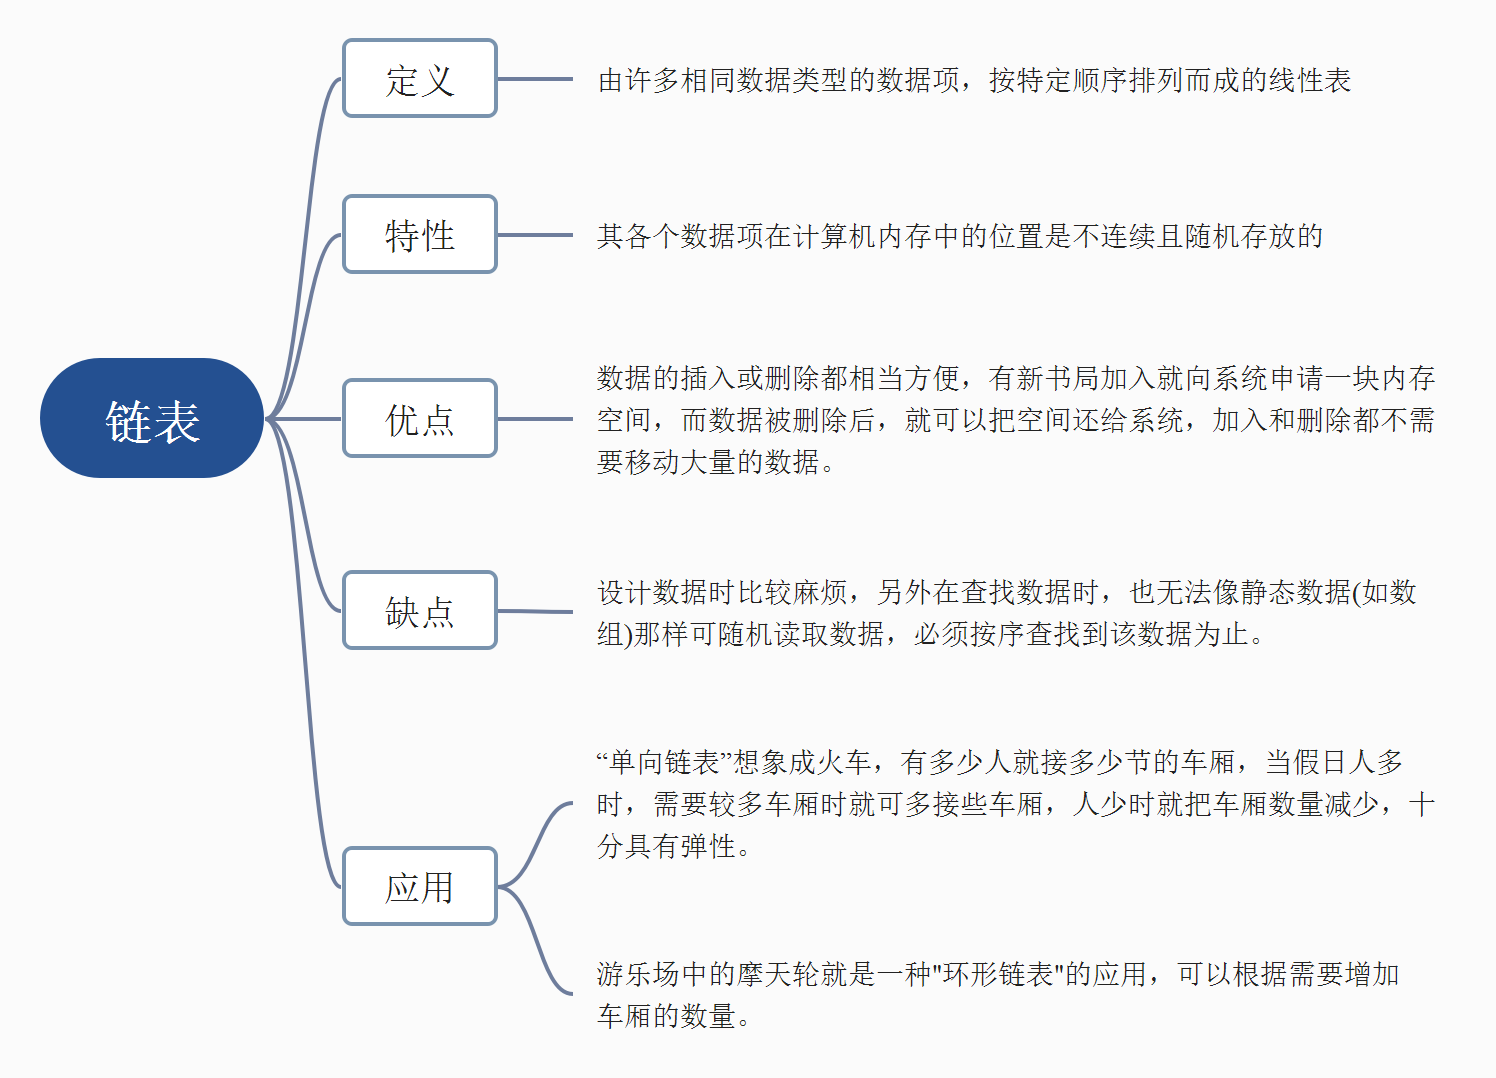 链表
定义
由许多相同数据类型的数据项，按特定顺序排列而成的线性表
特性
其各个数据项在计算机内存中的位置是不连续且随机存放的
优点
数据的插入或删除都相当方便，有新书局加入就向系统申请一块内存
空间，而数据被删除后，就可以把空间还给系统，加入和删除都不需
要移动大量的数据。
缺点
设计数据时比较麻烦，另外在查找数据时，也无法像静态数据(如数
组)那样可随机读取数据，必须按序查找到该数据为止。
应用
“单向链表”想象成火车，有多少人就接多少节的车厢，当假日人多
时，需要较多车厢时就可多接些车厢，人少时就把车厢数量减少，十
分具有弹性。
游乐场中的摩天轮就是一种"环形链表"的应用，可以根据需要增加
车厢的数量。